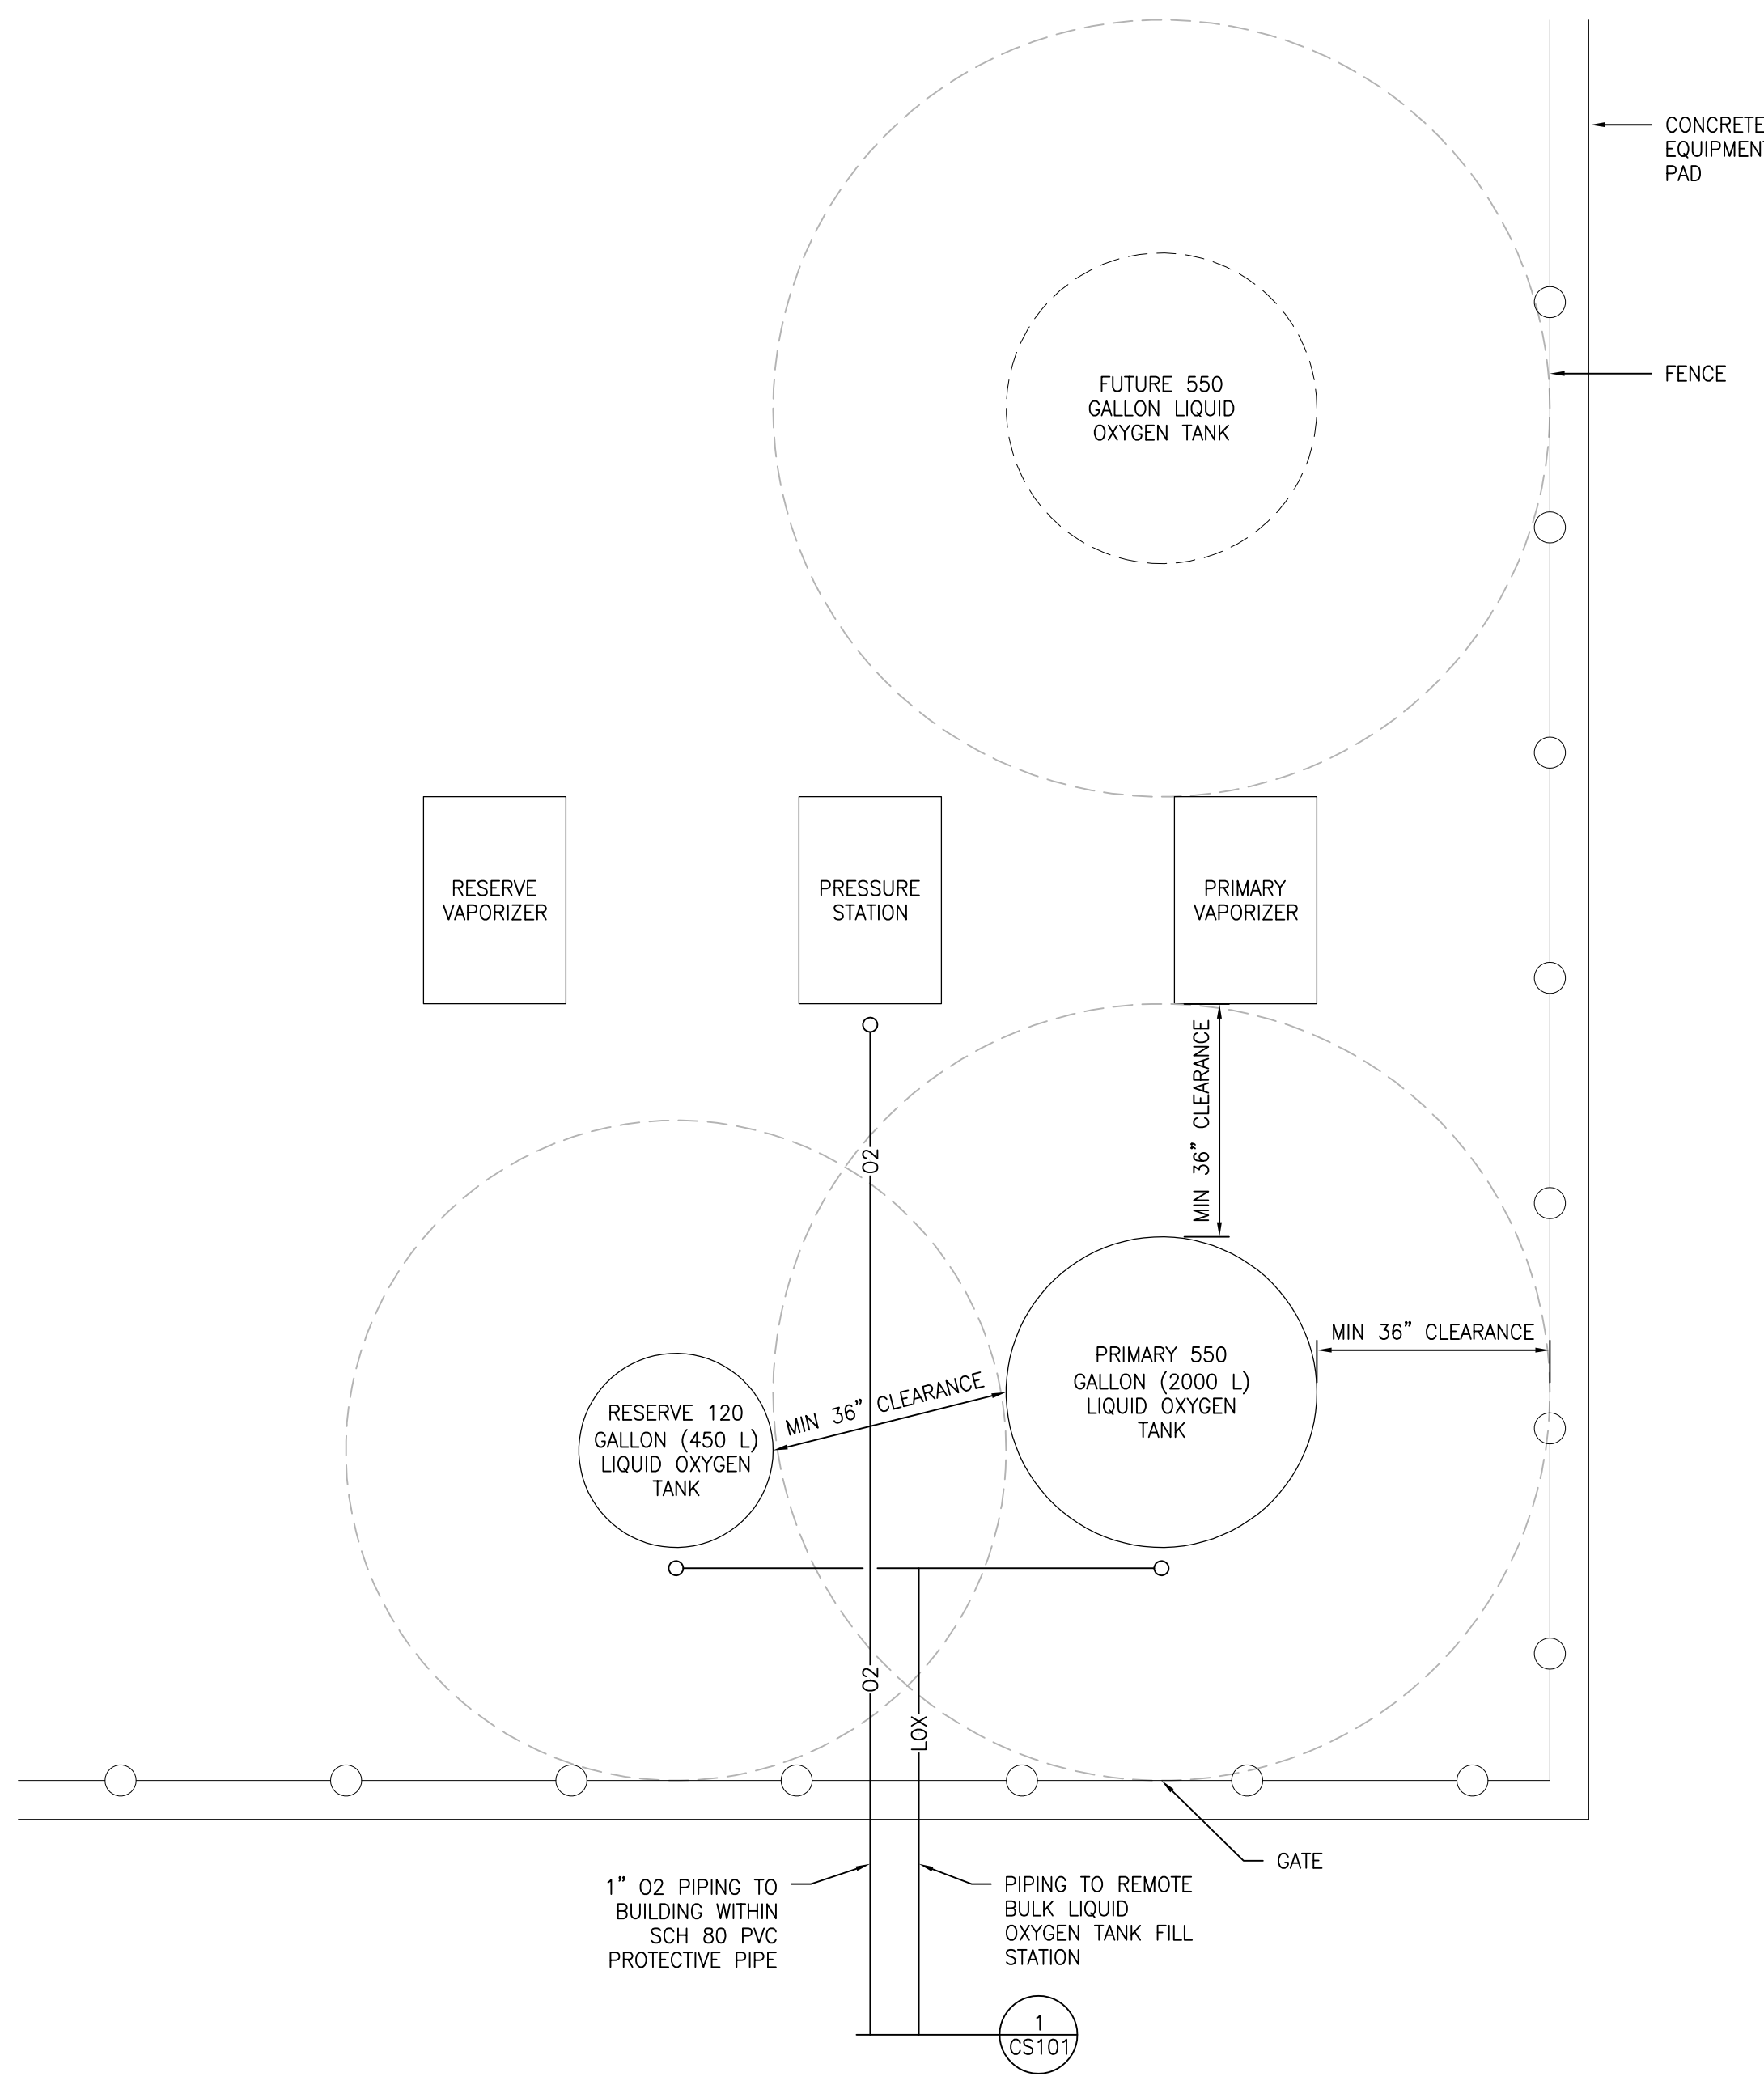 CONCRETE
EQUIPMENT
PAD
FUTURE 550
GALLON LIQUID
OXYGEN TANK
FENCE
RESERVE
VAPORIZER
PRESSURE
STATION
PRIMARY
VAPORIZER
MIN 36" CLEARANCE
O2
MIN 36" CLEARANCE
PRIMARY 550
GALLON (2000 L)
LIQUID OXYGEN
TANK
MIN 36" CLEARANCE
RESERVE 120
GALLON (450 L)
LIQUID OXYGEN
TANK
O2
LOX
GATE
1" O2 PIPING TO
BUILDING WITHIN
SCH 80 PVC
PROTECTIVE PIPE
PIPING TO REMOTE
BULK LIQUID
OXYGEN TANK FILL
STATION
1
CS101